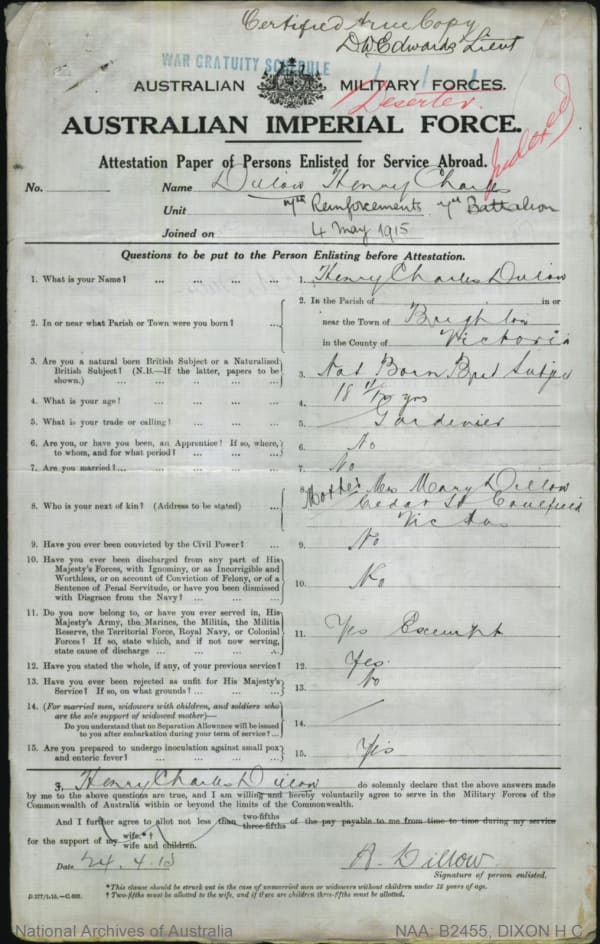 Certified true Copy
D W Edwards Lieut
WAR GRATUITY SCHEDULE
AUSTRALIAN MILITARY FORCES.
Deserter.
Indexed
AUSTRALIAN IMPERIAL FORCE.
Attestation Paper of Persons Enlisted for Service Abroad.
No. Name Dillow Henry Charles
Unit 7th Reinforcements 7th Battalion
Joined on 4 May 1915
Questions to be put to the Person Enlisting before Attestation.
1. What is your Name? ... ... ... 1. Henry Charles Dillow
2. In or near what Parish or Town were you born? ... 2. In the Parish of in or
near the Town of Brighton
in the County of Victoria
3. Are you a natural born British Subject or a Naturalized
British Subject? (N.B.—If the latter, papers to be
shown.) ... ... ... ... 3. Nat Born Brit Subject
4. What is your age? ... ... ... 4. 18 yrs
5. What is your trade or calling? ... ... 5. Gardenier
6. Are you, or have you been, an Apprentice? If so, where,
to whom, and for what period? ... ... 6. No
7. Are you married? ... ... ... ... 7. No
8. Who is your next of kin? (Address to be stated) ... 8. Mother Mrs Mary Dillow
Cedar St Caulfield
Victoria
9. Have you ever been convicted by the Civil Power? ... 9. No
10. Have you ever been discharged from any part of His
Majesty's Forces, with Ignominy, or as Incorrigible and
Worthless, or on account of Conviction of Felony, or of a
Sentence of Penal Servitude, or have you been dismissed
with Disgrace from the Navy? ... ... ... 10. No
11. Do you now belong to, or have you ever served in, His
Majesty's Army, the Marines, the Militia, the Militia
Reserve, the Territorial Force, Royal Navy, or Colonial
Forces? If so, state which, and if not now serving,
state cause of discharge ... ... ... 11. Yes Excempt
12. Have you stated the whole, if any, of your previous service? 12. Yes.
13. Have you ever been rejected as unfit for His Majesty's
Service? If so, on what grounds? ... ... 13. No
14. (For married men, widowers with children, and soldiers who
are the sole support of widowed mother)—
Do you understand that no Separation Allowance will be issued
to you after embarkation during your term of service? ... 14.
15. Are you prepared to undergo inoculation against small pox
and enteric fever? ... ... ... ... 15. Yes
I, Henry Charles Dillow do solemnly declare that the above answers made
by me to the above questions are true, and I am willing and hereby voluntarily agree to serve in the Military Forces of the
Commonwealth of Australia within or beyond the limits of the Commonwealth.
And I further agree to allot not less than two-fifths three-fifths of the pay payable to me from time to time during my service
for the support of my wife.*† wife and children.
Date 24.4.15 H. Dillow.
Signature of person enlisted.
*This clause should be struck out in the case of unmarried men or widowers without children under 18 years of age.
† Two-fifths must be allotted to the wife, and if there are children three-fifths must be allotted.
National Archives of Australia NAA: B2455, DIXON H C